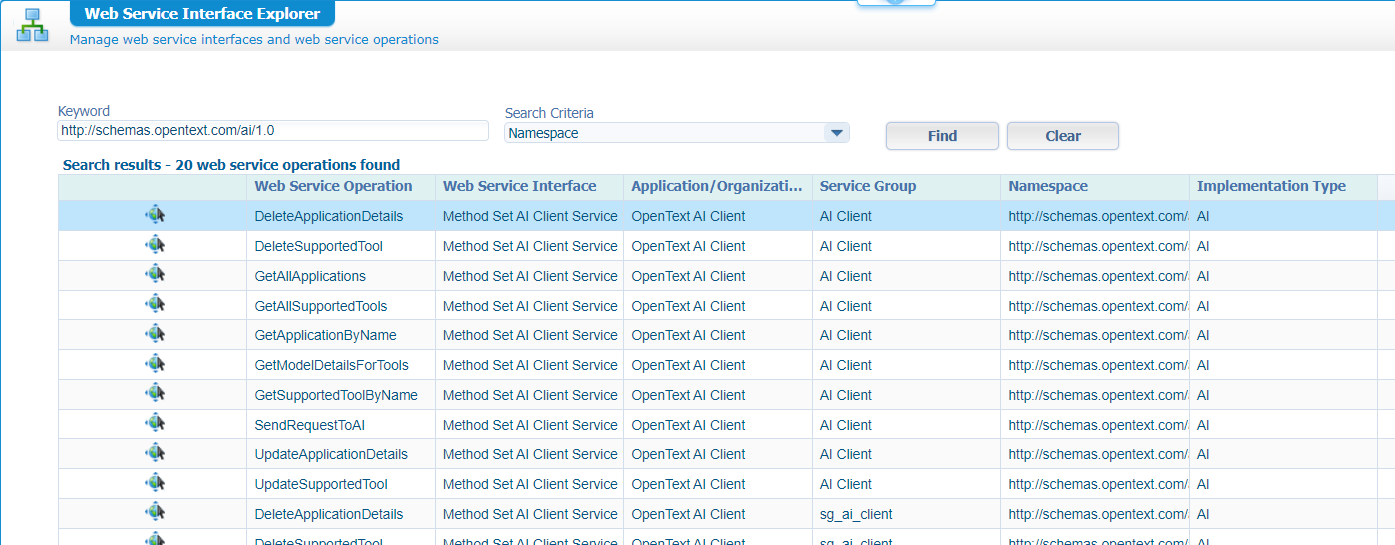 Web Service Interface Explorer
Manage web service interfaces and web service operations
Keyword
http://schemas.opentext.com/ai/1.0
Search Criteria
Namespace
Find
Clear
Search results - 20 web service operations found
Web Service Operation Web Service Interface Application/Organizati... Service Group Namespace Implementation Type
DeleteApplicationDetails Method Set AI Client Service OpenText AI Client AI Client http://schemas.opentext.com/ AI
DeleteSupportedTool Method Set AI Client Service OpenText AI Client AI Client http://schemas.opentext.com/ AI
GetAllApplications Method Set AI Client Service OpenText AI Client AI Client http://schemas.opentext.com/ AI
GetAllSupportedTools Method Set AI Client Service OpenText AI Client AI Client http://schemas.opentext.com/ AI
GetApplicationByName Method Set AI Client Service OpenText AI Client AI Client http://schemas.opentext.com/ AI
GetModelDetailsForTools Method Set AI Client Service OpenText AI Client AI Client http://schemas.opentext.com/ AI
GetSupportedToolByName Method Set AI Client Service OpenText AI Client AI Client http://schemas.opentext.com/ AI
SendRequestToAI Method Set AI Client Service OpenText AI Client AI Client http://schemas.opentext.com/ AI
UpdateApplicationDetails Method Set AI Client Service OpenText AI Client AI Client http://schemas.opentext.com/ AI
UpdateSupportedTool Method Set AI Client Service OpenText AI Client AI Client http://schemas.opentext.com/ AI
DeleteApplicationDetails Method Set AI Client Service OpenText AI Client sg_ai_client http://schemas.opentext.com/ AI
DeleteSupportedTool Method Set AI Client Service OpenText AI Client sg_ai_client http://schemas.opentext.com/ AI